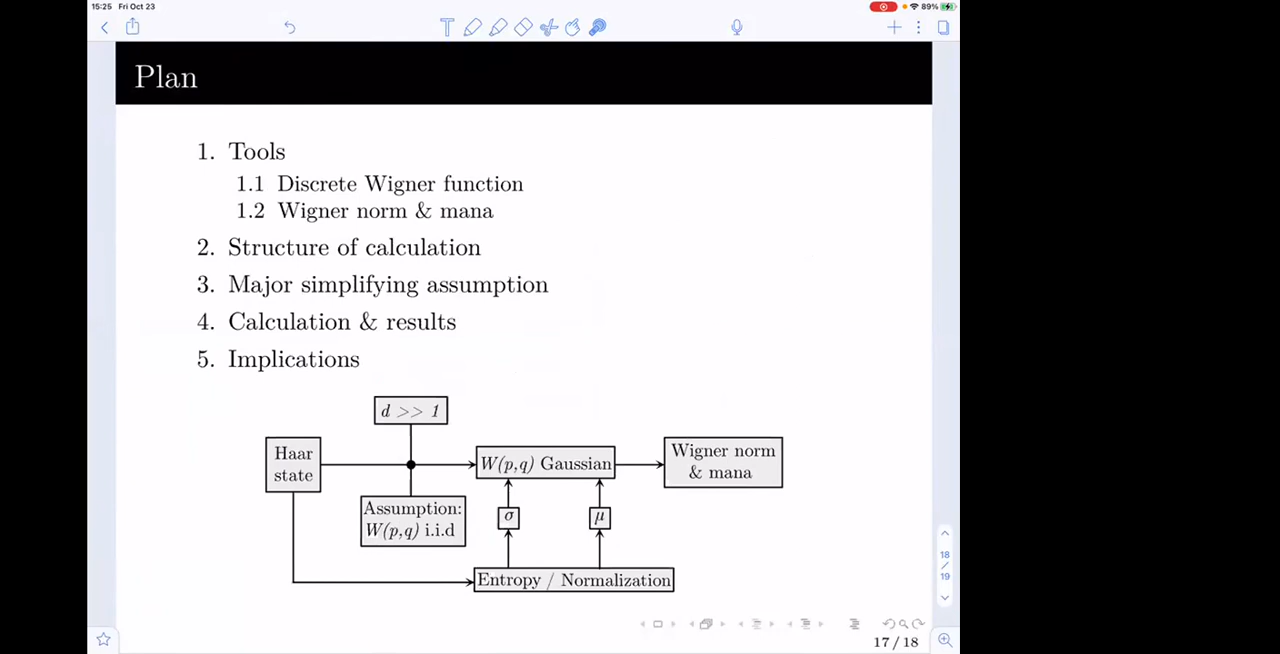 15:25 Fri Oct 23
89%
Plan
1. Tools
1.1 Discrete Wigner function
1.2 Wigner norm & mana
2. Structure of calculation
3. Major simplifying assumption
4. Calculation & results
5. Implications
d >> 1
Haar
state
W(p,q) Gaussian
Wigner norm
& mana
Assumption:
W(p,q) i.i.d
σ
μ
Entropy / Normalization
18
/
19
17 / 18